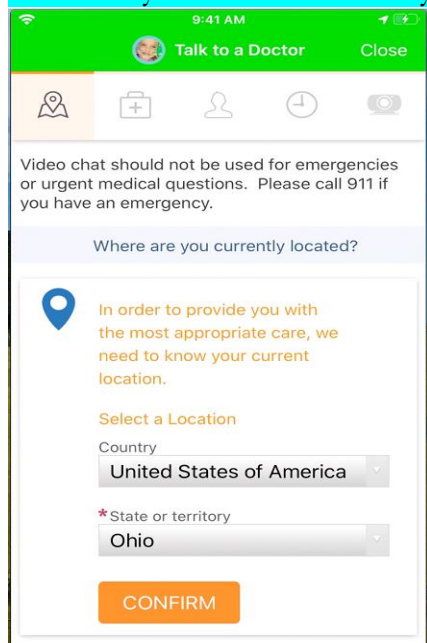 9:41 AM
Talk to a Doctor Close
Video chat should not be used for emergencies
or urgent medical questions. Please call 911 if
you have an emergency.
Where are you currently located?
In order to provide you with
the most appropriate care, we
need to know your current
location.
Select a Location
Country
United States of America
*State or territory
Ohio
CONFIRM